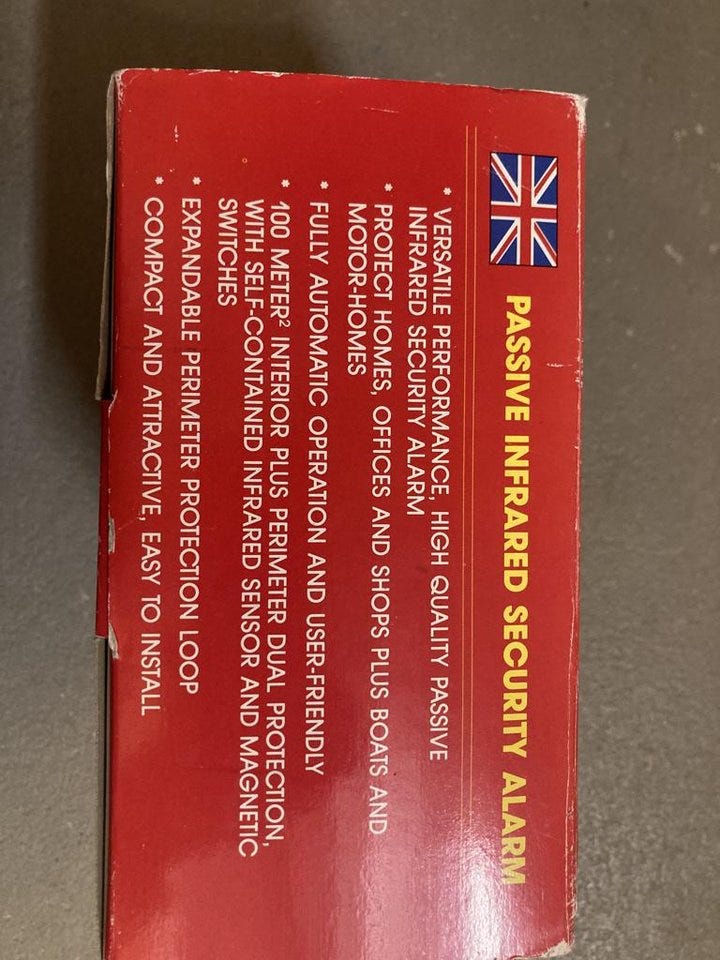 PASSIVE INFRARED SECURITY ALARM
* VERSATILE PERFORMANCE, HIGH QUALITY PASSIVE
INFRARED SECURITY ALARM
* PROTECT HOMES, OFFICES AND SHOPS PLUS BOATS AND
MOTOR-HOMES
* FULLY AUTOMATIC OPERATION AND USER-FRIENDLY
* 100 METER² INTERIOR PLUS PERIMETER DUAL PROTECTION,
WITH SELF-CONTAINED INFRARED SENSOR AND MAGNETIC
SWITCHES
* EXPANDABLE PERIMETER PROTECTION LOOP
* COMPACT AND ATTRACTIVE, EASY TO INSTALL